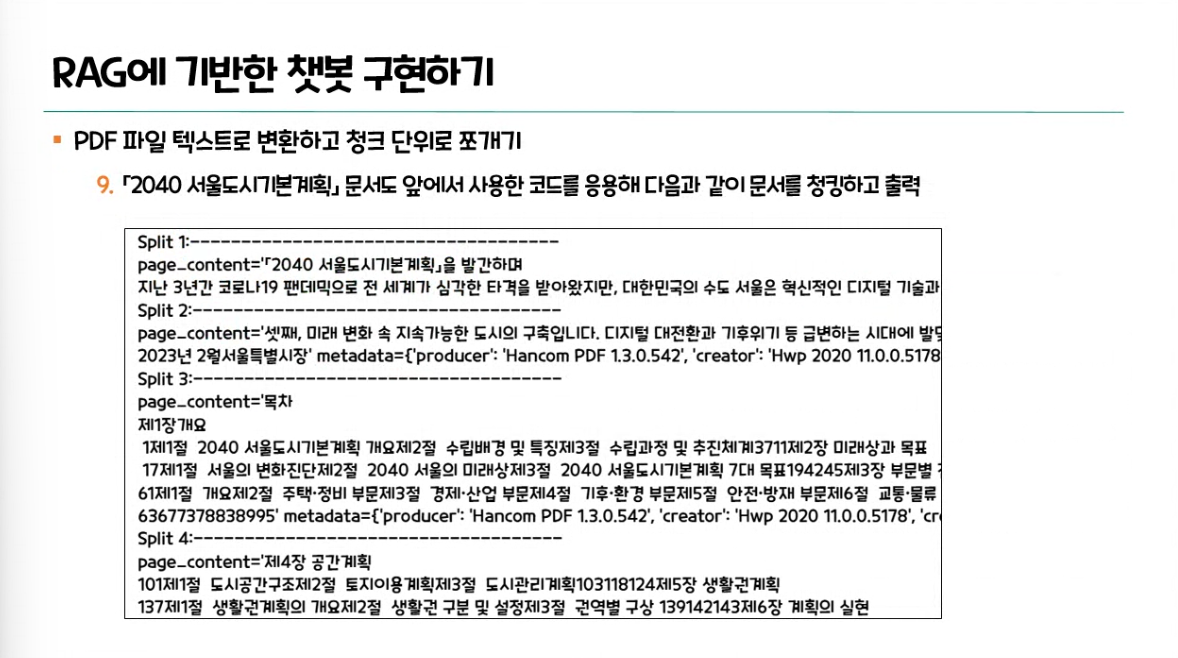 RAG에 기반한 챗봇 구현하기
▪ PDF 파일 텍스트로 변환하고 청크 단위로 쪼개기
9. 「2040 서울도시기본계획」 문서도 앞에서 사용한 코드를 응용해 다음과 같이 문서를 청킹하고 출력
Split 1:------------------------------------
page_content='「2040 서울도시기본계획」을 발간하며
지난 3년간 코로나19 팬데믹으로 전 세계가 심각한 타격을 받아왔지만, 대한민국의 수도 서울은 혁신적인 디지털 기술과
Split 2:------------------------------------
page_content='셋째, 미래 변화 속 지속가능한 도시의 구축입니다. 디지털 대전환과 기후위기 등 급변하는 시대에
2023년 2월서울특별시장' metadata={'producer': 'Hancom PDF 1.3.0.542', 'creator': 'Hwp 2020 11.0.0.5178
Split 3:------------------------------------
page_content='목차
제1장개요
1제1절 2040 서울도시기본계획 개요제2절 수립배경 및 특징제3절 수립과정 및 추진체계3711제2장 미래상과 목표
17제1절 서울의 변화진단제2절 2040 서울의 미래상제3절 2040 서울도시기본계획 7대 목표194245제3장 부문별
61제1절 개요제2절 주택·정비 부문제3절 경제·산업 부문제4절 기후·환경 부문제5절 안전·방재 부문제6절 교통·물류
63677378838995' metadata={'producer': 'Hancom PDF 1.3.0.542', 'creator': 'Hwp 2020 11.0.0.5178', 'cr
Split 4:------------------------------------
page_content='제4장 공간계획
101제1절 도시공간구조제2절 토지이용계획제3절 도시관리계획103118124제5장 생활권계획
137제1절 생활권계획의 개요제2절 생활권 구분 및 설정제3절 권역별 구상 139142143제6장 계획의 실현